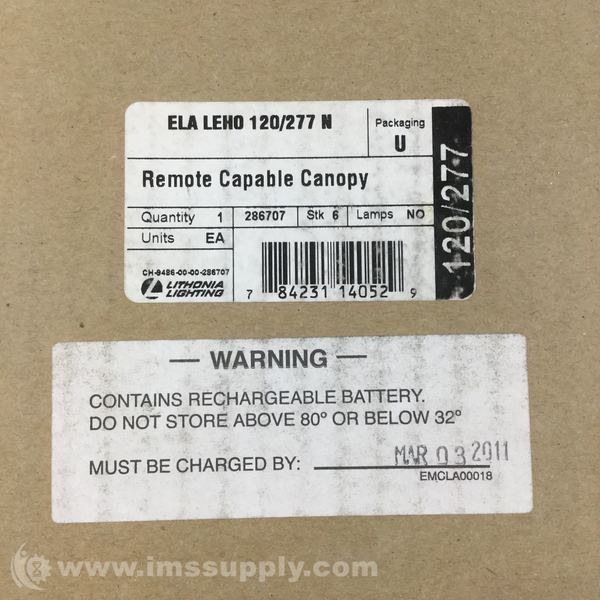 ELA LEHO 120/277 N
Packaging
U
120/277
Remote Capable Canopy
Quantity 1 286707 Stk 6 Lamps NO
Units EA
CH-9486-00-00-286707
LITHONIA
LIGHTING
7 84231 14052 9
— WARNING —
CONTAINS RECHARGEABLE BATTERY.
DO NOT STORE ABOVE 80° OR BELOW 32°
MUST BE CHARGED BY: MAR 03 2011
EMCLA00018
www.imssupply.com